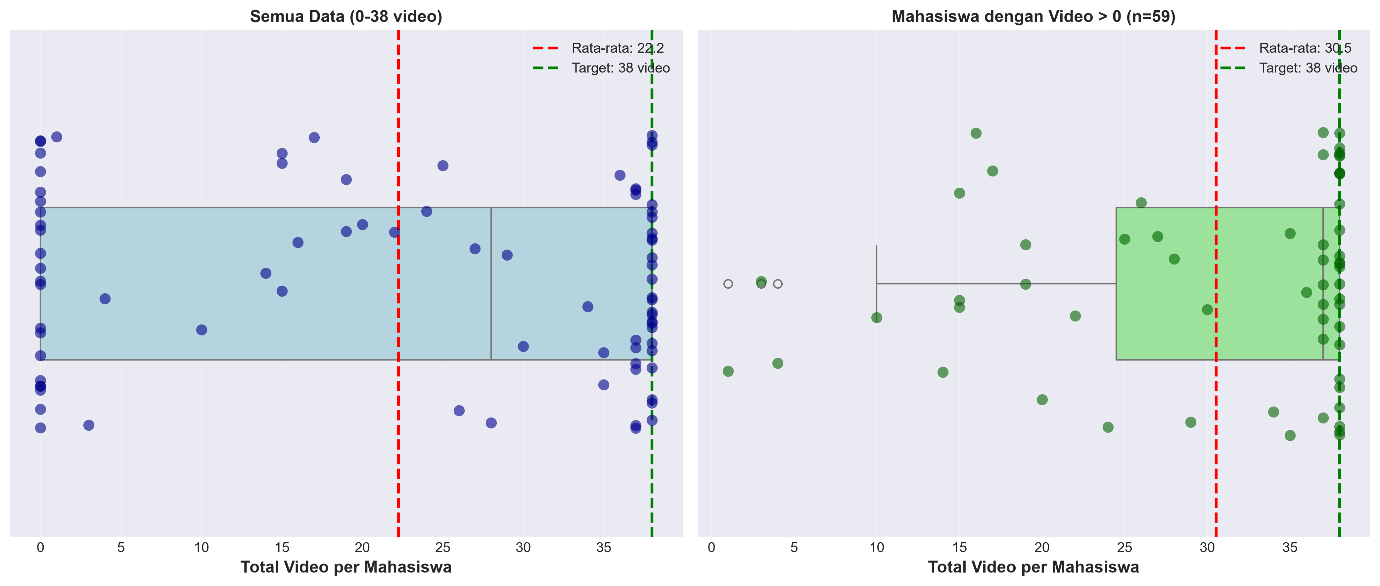 Semua Data (0-38 video)
Rata-rata: 22.2
Target: 38 video
0 5 10 15 20 25 30 35
Total Video per Mahasiswa
Mahasiswa dengan Video > 0 (n=59)
Rata-rata: 30.5
Target: 38 video
0 5 10 15 20 25 30 35
Total Video per Mahasiswa